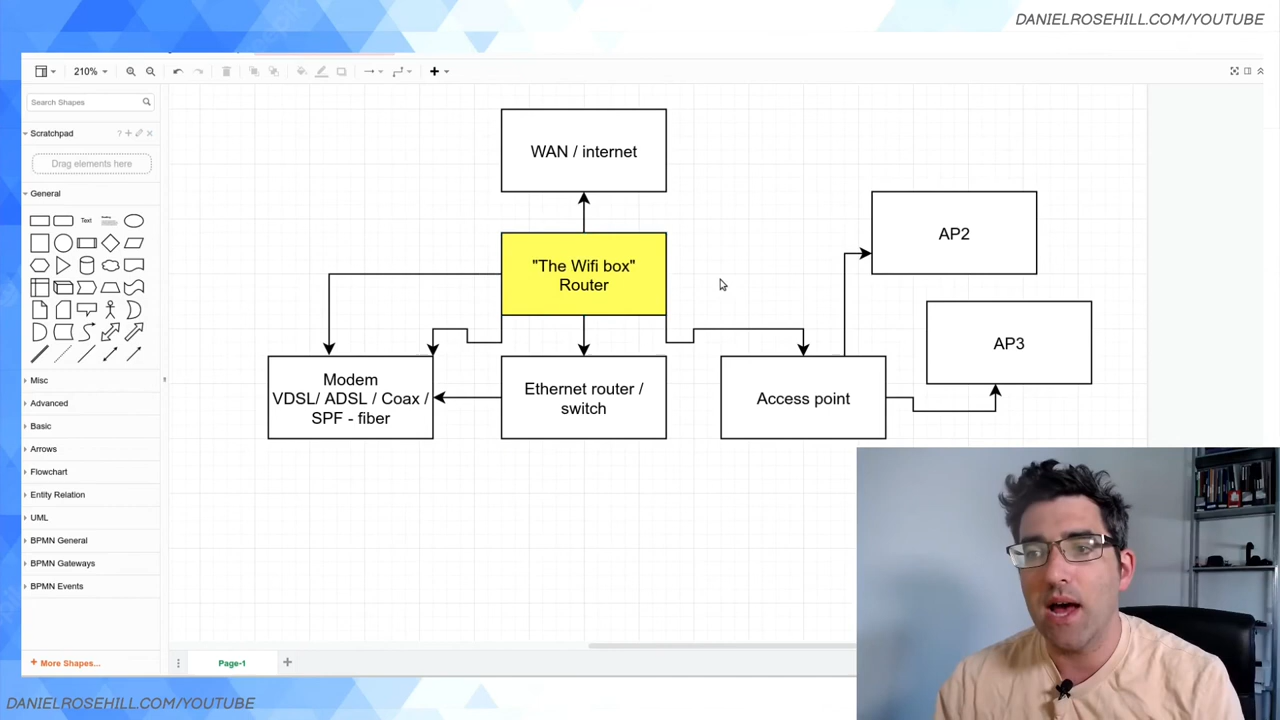 DANIELROSEHILL.COM/YOUTUBE
210%
Search Shapes
Scratchpad
?
Drag elements here
General
Text
Misc
Advanced
Basic
Arrows
Flowchart
Entity Relation
UML
BPMN General
BPMN Gateways
BPMN Events
+ More Shapes...
WAN / internet
"The Wifi box"
Router
AP2
AP3
Modem
VDSL/ ADSL / Coax /
SPF - fiber
Ethernet router /
switch
Access point
Page-1
DANIELROSEHILL.COM/YOUTUBE